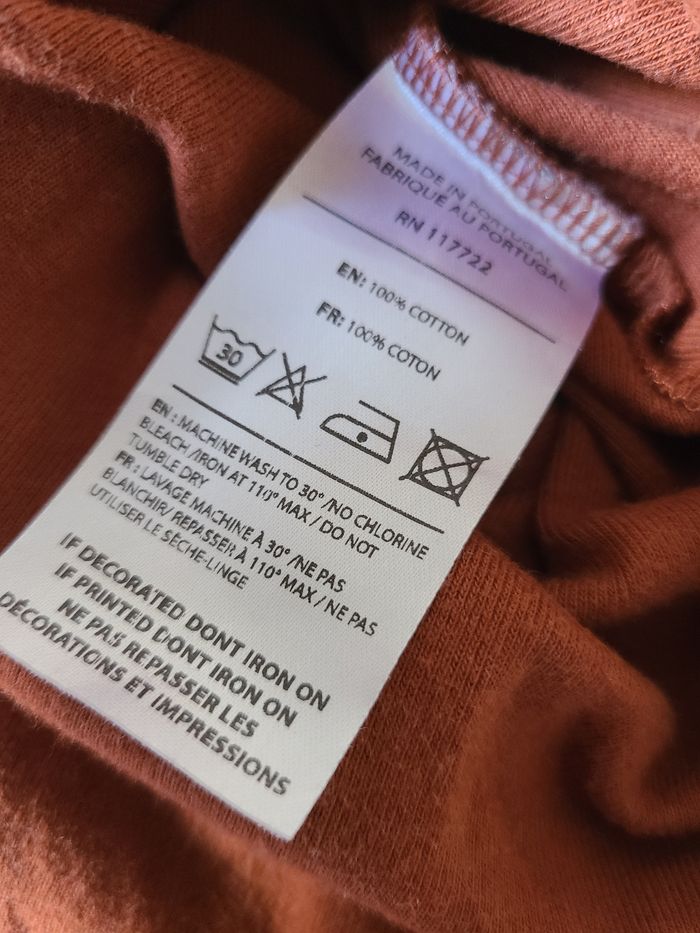 MADE IN PORTUGAL
FABRIQUE AU PORTUGAL
RN 117722
EN: 100% COTTON
FR: 100% COTON
30
EN : MACHINE WASH TO 30° /NO CHLORINE
BLEACH /IRON AT 110° MAX / DO NOT
TUMBLE DRY
FR : LAVAGE MACHINE À 30° /NE PAS
BLANCHIR/ REPASSER À 110° MAX / NE PAS
UTILISER LE SÈCHE-LINGE
IF DECORATED DONT IRON ON
IF PRINTED DONT IRON ON
NE PAS REPASSER LES
DÉCORATIONS ET IMPRESSIONS